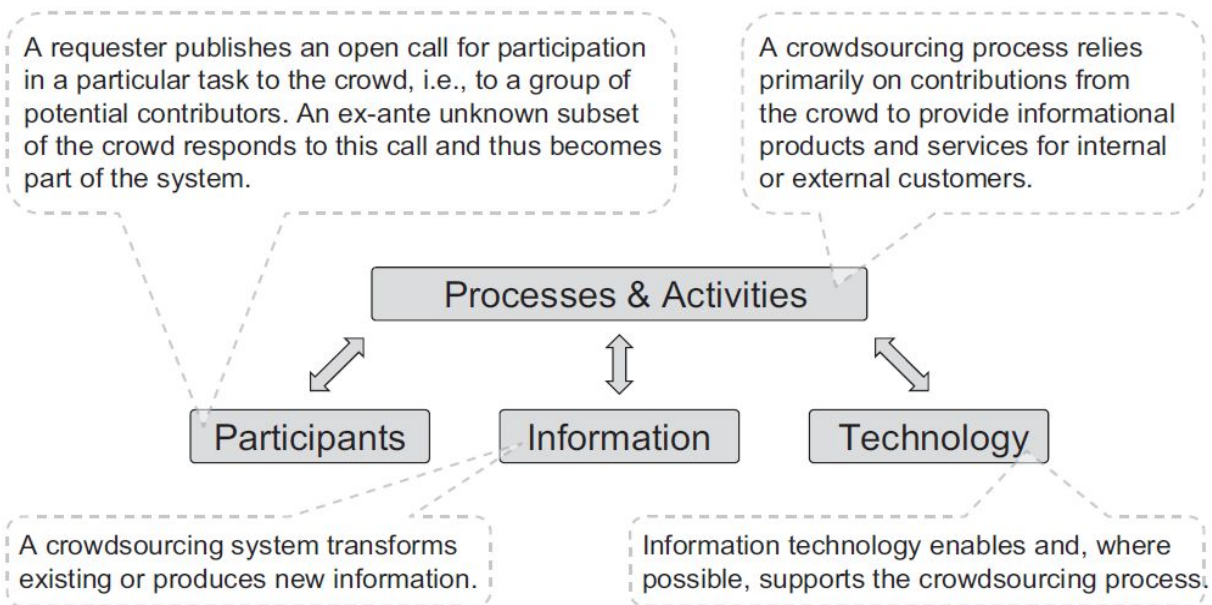 A requester publishes an open call for participation
in a particular task to the crowd, i.e., to a group of
potential contributors. An ex-ante unknown subset
of the crowd responds to this call and thus becomes
part of the system.
A crowdsourcing process relies
primarily on contributions from
the crowd to provide informational
products and services for internal
or external customers.
Processes & Activities
Participants
Information
Technology
A crowdsourcing system transforms
existing or produces new information.
Information technology enables and, where
possible, supports the crowdsourcing process.